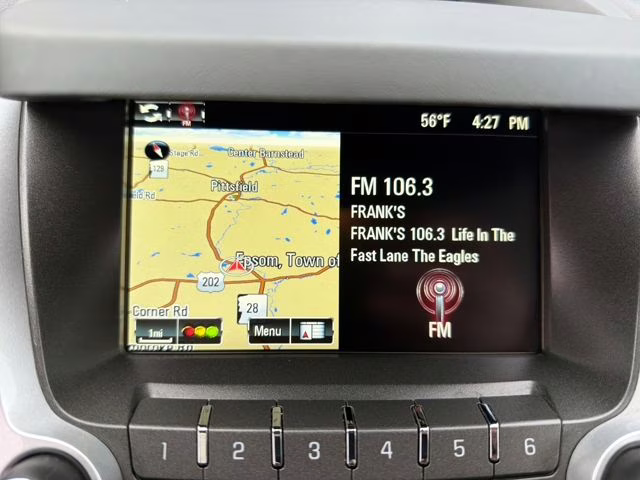 FM
56°F 4:27 PM
Stage Rd
Center Barnstead
129
Pittsfield
Epsom, Town of
202
28
Corner Rd
1mi
Menu
FM 106.3
FRANK'S
FRANK'S 106.3 Life In The
Fast Lane The Eagles
FM
1 2 3 4 5 6